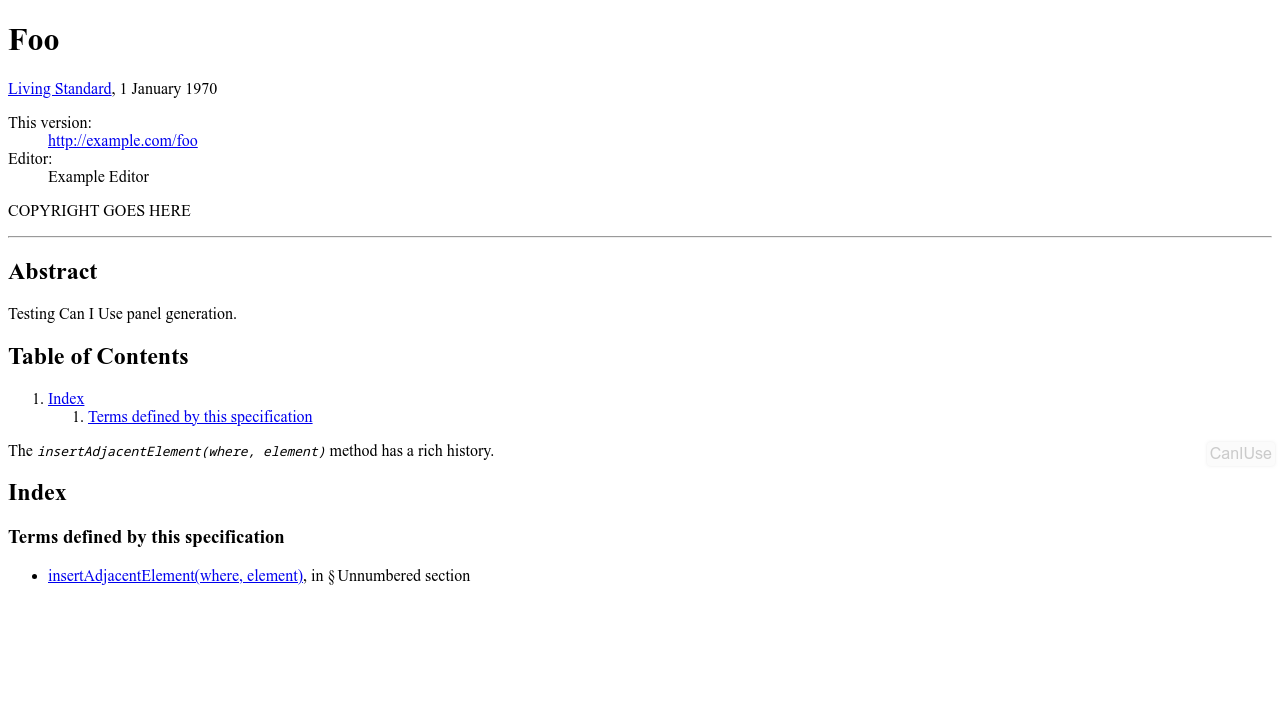 Foo
Living Standard, 1 January 1970
This version:
http://example.com/foo
Editor:
Example Editor
COPYRIGHT GOES HERE
Abstract
Testing Can I Use panel generation.
Table of Contents
1. Index
1. Terms defined by this specification
The insertAdjacentElement(where, element) method has a rich history.
CanIUse
Index
Terms defined by this specification
• insertAdjacentElement(where, element), in § Unnumbered section